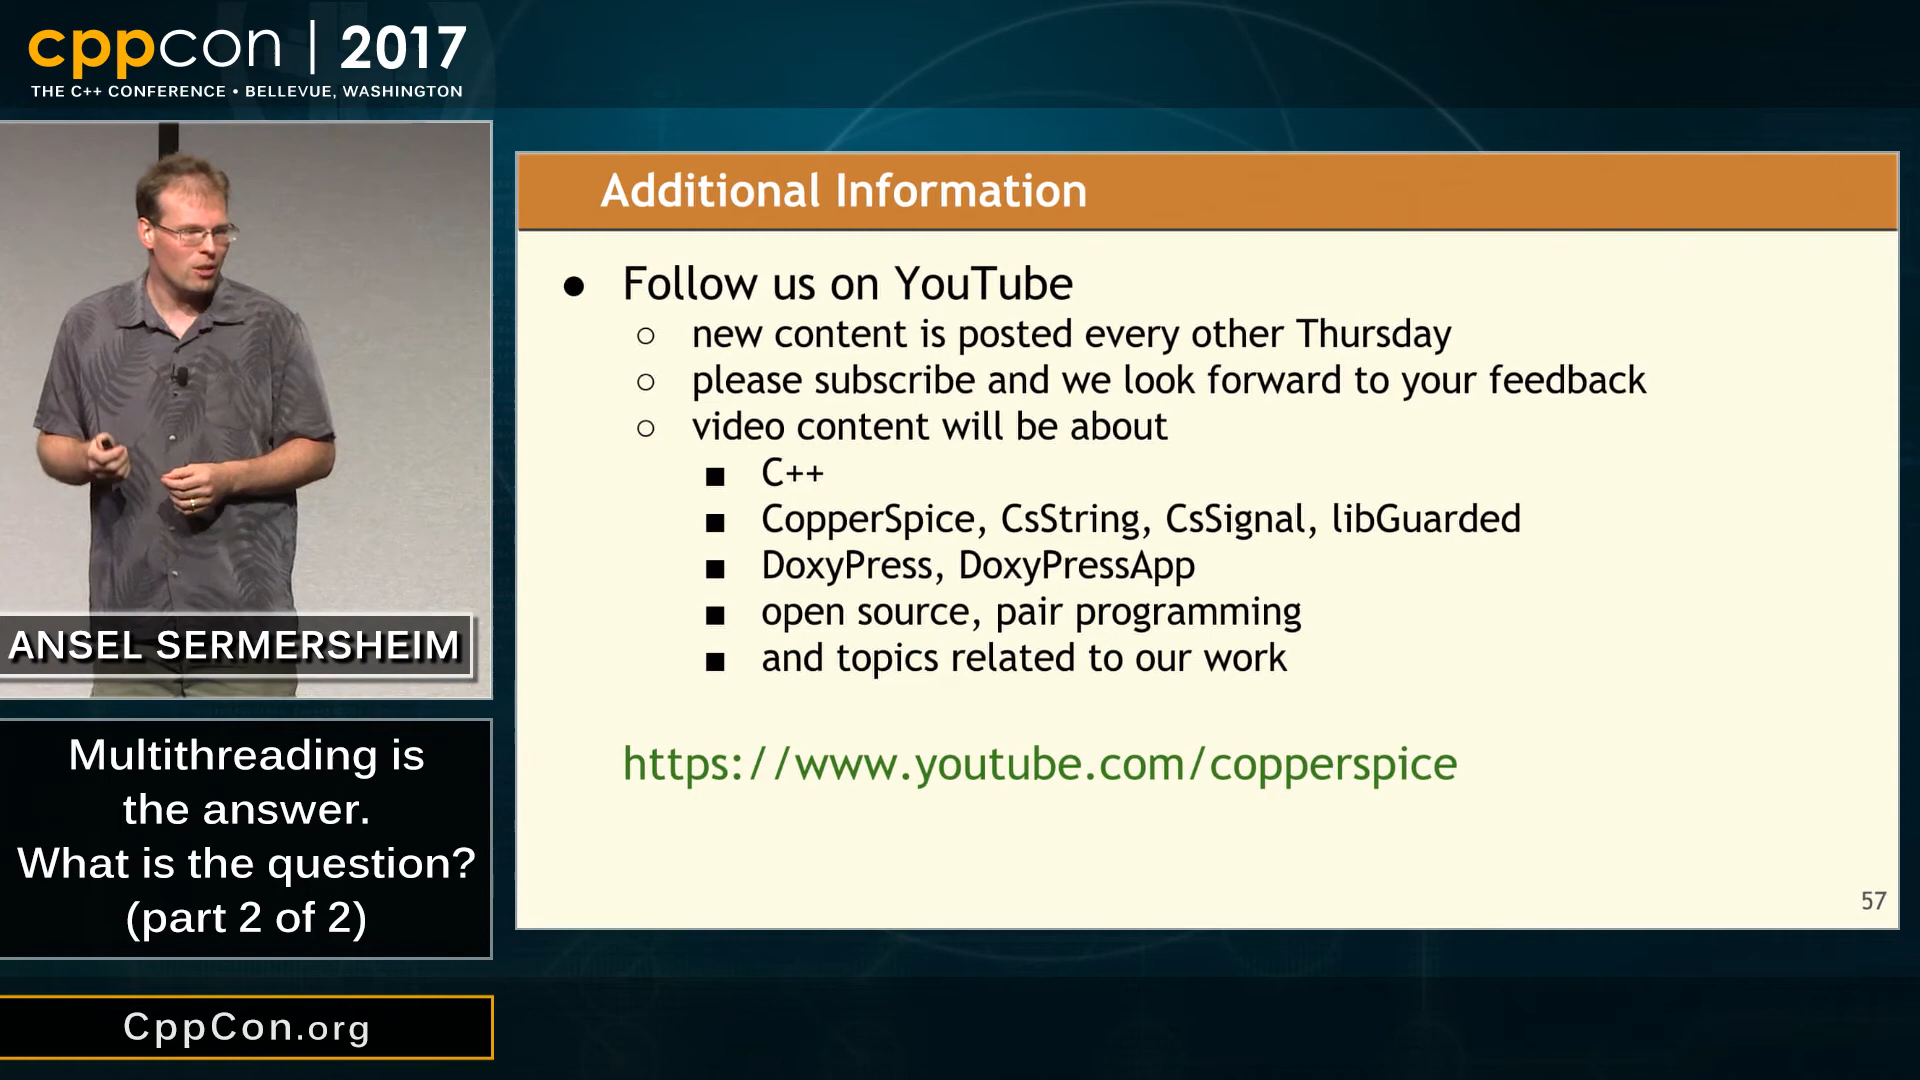 cppcon | 2017
THE C++ CONFERENCE • BELLEVUE, WASHINGTON
ANSEL SERMERSHEIM
Multithreading is
the answer.
What is the question?
(part 2 of 2)
CppCon.org
Additional Information
● Follow us on YouTube
○ new content is posted every other Thursday
○ please subscribe and we look forward to your feedback
○ video content will be about
■ C++
■ CopperSpice, CsString, CsSignal, libGuarded
■ DoxyPress, DoxyPressApp
■ open source, pair programming
■ and topics related to our work
https://www.youtube.com/copperspice
57